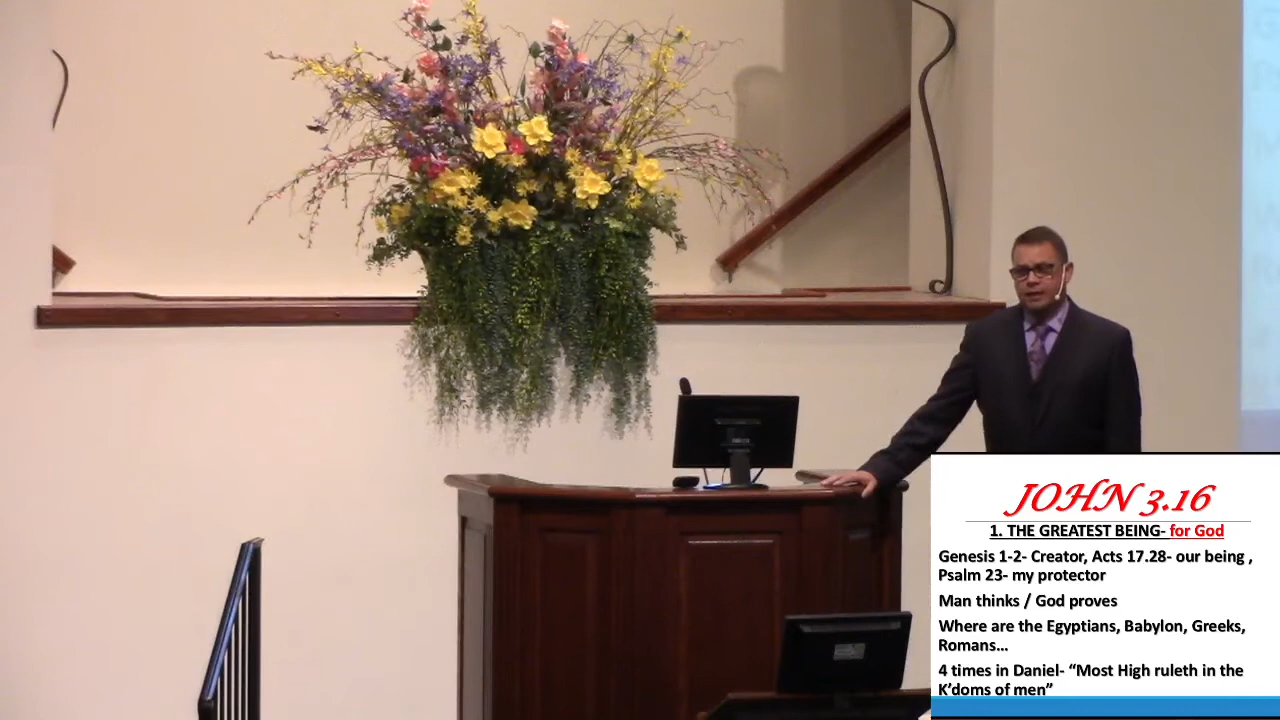 JOHN 3.16
1. THE GREATEST BEING- for God
Genesis 1-2- Creator, Acts 17.28- our being ,
Psalm 23- my protector
Man thinks / God proves
Where are the Egyptians, Babylon, Greeks,
Romans...
4 times in Daniel- “Most High ruleth in the
K’doms of men”